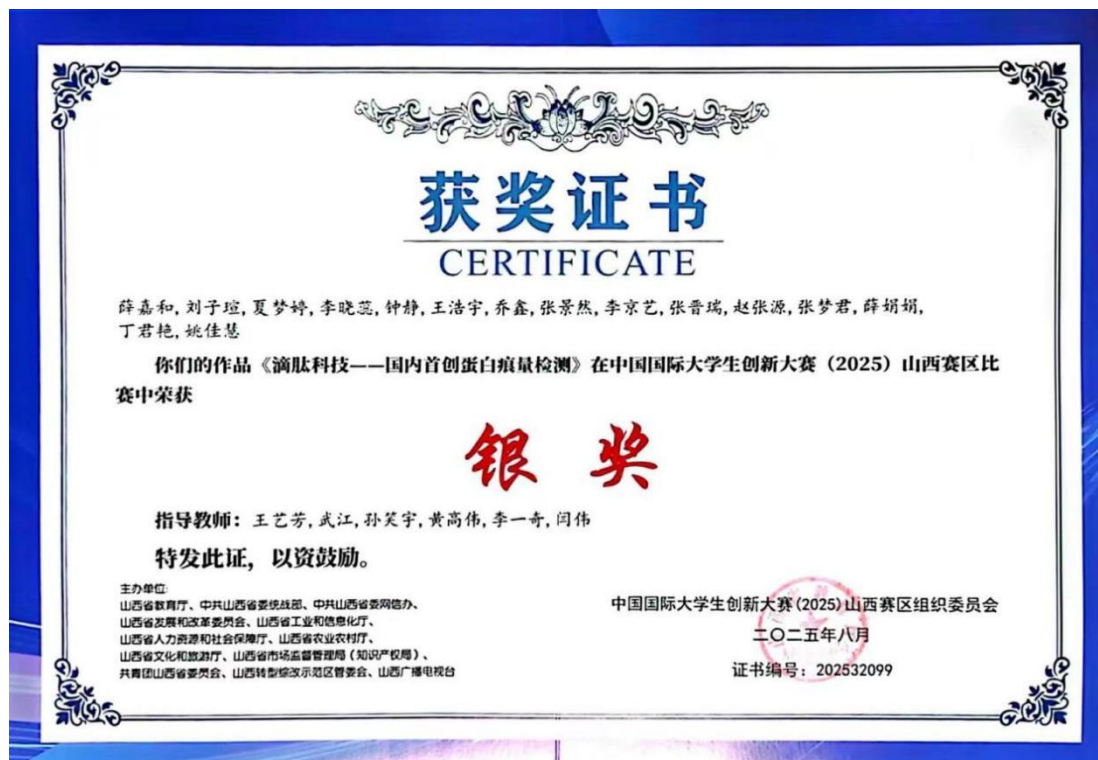 获奖证书
CERTIFICATE
薛嘉和,刘子瑄,夏梦婷,李晓蕊,钟静,王浩宇,乔鑫,张景然,李京艺,张晋瑞,赵张源,张梦君,薛娟娟,
丁君艳,姚佳慧
你们的作品《滴肽科技——国内首创蛋白痕量检测》在中国国际大学生创新大赛（2025）山西赛区比
赛中荣获
银 奖
指导教师：王艺芳,武江,孙笑宇,黄高伟,李一奇,闫伟
特发此证，以资鼓励。
主办单位:
山西省教育厅、中共山西省委统战部、中共山西省委网信办、
山西省发展和改革委员会、山西省工业和信息化厅、
山西省人力资源和社会保障厅、山西省农业农村厅、
山西省文化和旅游厅、山西省市场监督管理局（知识产权局）、
共青团山西省委员会、山西转型综改示范区管委会、山西广播电视台
中国国际大学生创新大赛(2025)山西赛区组织委员会
二〇二五年八月
证书编号：202532099